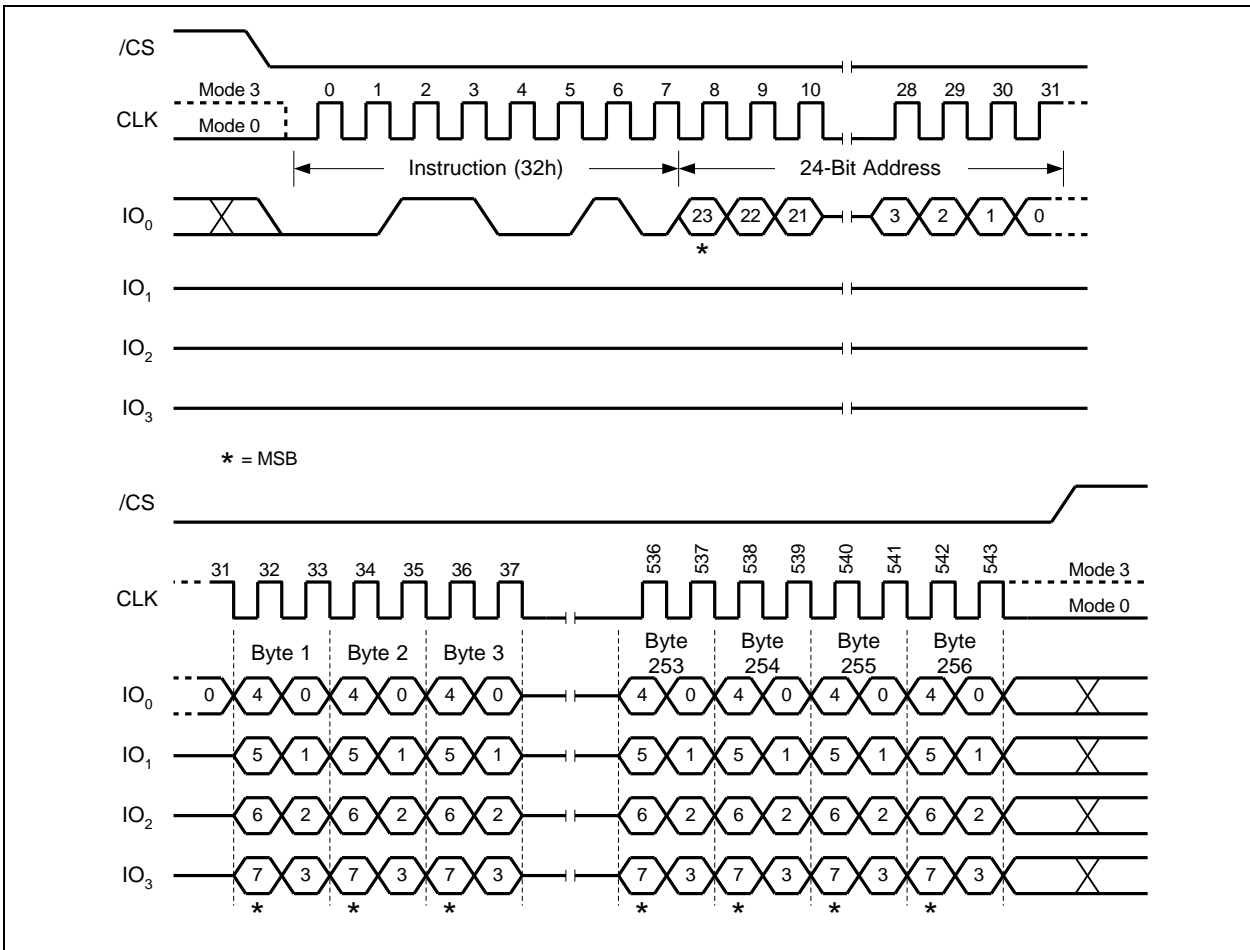 /CS
Mode 3 0 1 2 3 4 5 6 7 8 9 10 28 29 30 31
CLK
Mode 0
Instruction (32h) 24-Bit Address
IO0 23 22 21 3 2 1 0
*
IO1
IO2
IO3
* = MSB
/CS
31 32 33 34 35 36 37 536 537 538 539 540 541 542 543
Mode 3
CLK
Mode 0
Byte 1 Byte 2 Byte 3 Byte 253 Byte 254 Byte 255 Byte 256
IO0 0 4 0 4 0 4 0 4 0 4 0 4 0 4 0
IO1 5 1 5 1 5 1 5 1 5 1 5 1 5 1
IO2 6 2 6 2 6 2 6 2 6 2 6 2 6 2
IO3 7 3 7 3 7 3 7 3 7 3 7 3 7 3
* * * * * * *